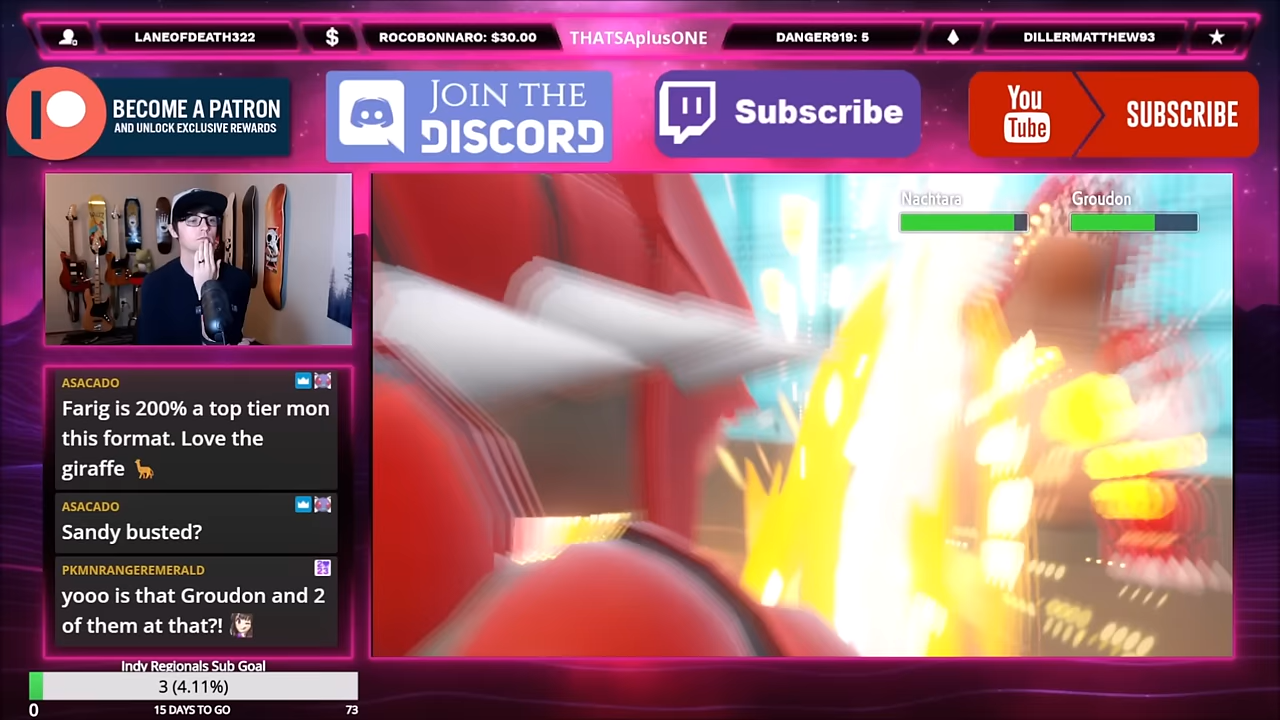 LANEOFDEATH322
$
ROCOBONNARO: $30.00
THATSAplusONE
DANGER919: 5
DILLERMATTHEW93
BECOME A PATRON
AND UNLOCK EXCLUSIVE REWARDS
JOIN THE
DISCORD
Subscribe
You
Tube
SUBSCRIBE
Nachtara
Groudon
ASACADO
Farig is 200% a top tier mon
this format. Love the
giraffe
ASACADO
Sandy busted?
PKMNRANGEREMERALD
yooo is that Groudon and 2
of them at that?!
Indy Regionals Sub Goal
3 (4.11%)
0
15 DAYS TO GO
73